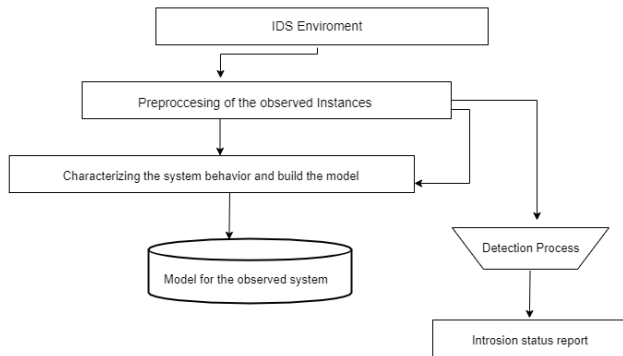 IDS Enviroment
Preproccesing of the observed Instances
Characterizing the system behavior and build the model
Detection Process
Model for the observed system
Introsion status report